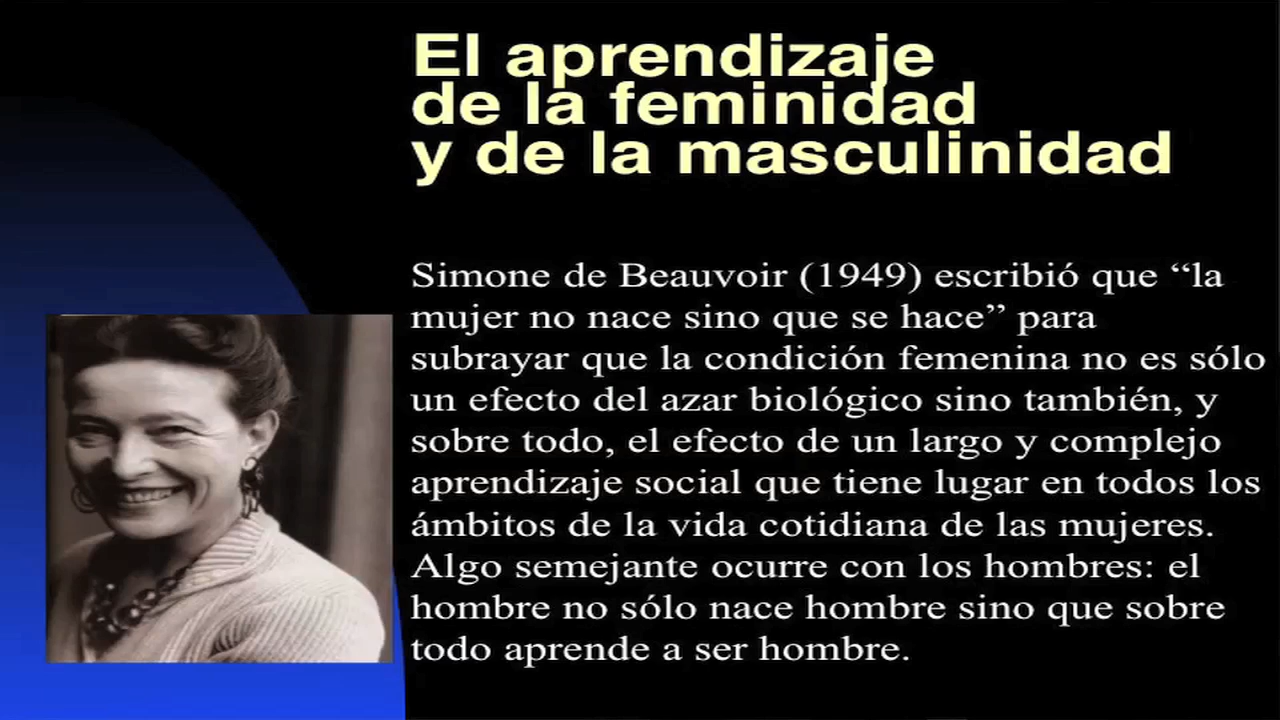 El aprendizaje
de la feminidad
y de la masculinidad
Simone de Beauvoir (1949) escribió que “la
mujer no nace sino que se hace” para
subrayar que la condición femenina no es sólo
un efecto del azar biológico sino también, y
sobre todo, el efecto de un largo y complejo
aprendizaje social que tiene lugar en todos los
ámbitos de la vida cotidiana de las mujeres.
Algo semejante ocurre con los hombres: el
hombre no sólo nace hombre sino que sobre
todo aprende a ser hombre.